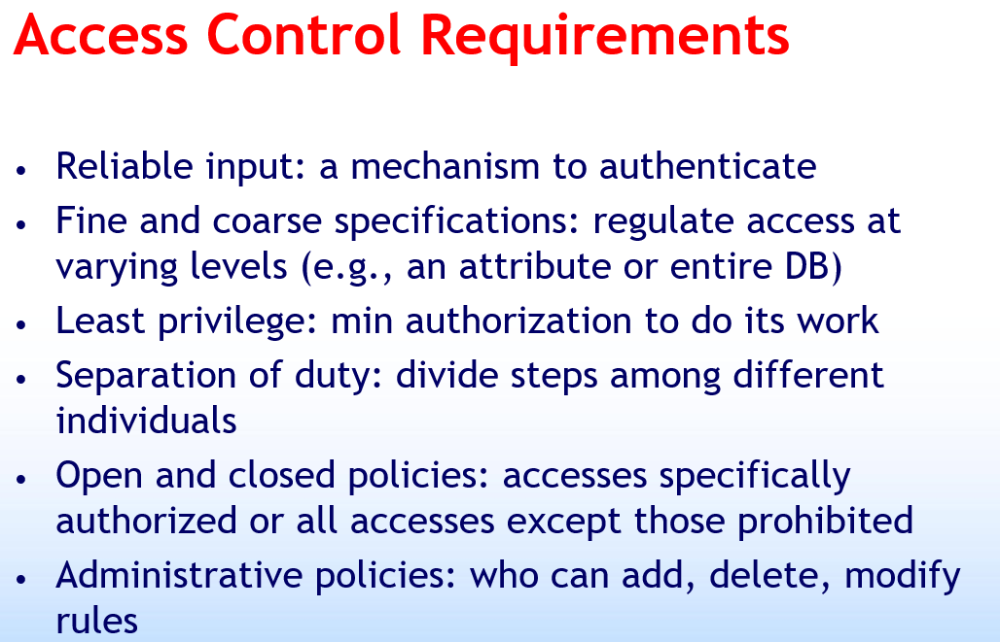 Access Control Requirements
• Reliable input: a mechanism to authenticate
• Fine and coarse specifications: regulate access at
varying levels (e.g., an attribute or entire DB)
• Least privilege: min authorization to do its work
• Separation of duty: divide steps among different
individuals
• Open and closed policies: accesses specifically
authorized or all accesses except those prohibited
• Administrative policies: who can add, delete, modify
rules